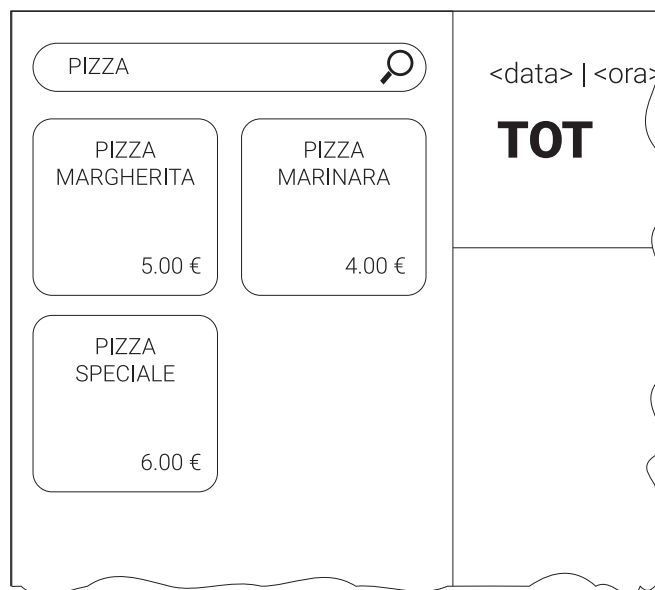 PIZZA
PIZZA
MARGHERITA
5.00 €
PIZZA
MARINARA
4.00 €
PIZZA
SPECIALE
6.00 €
<data> | <ora>
TOT